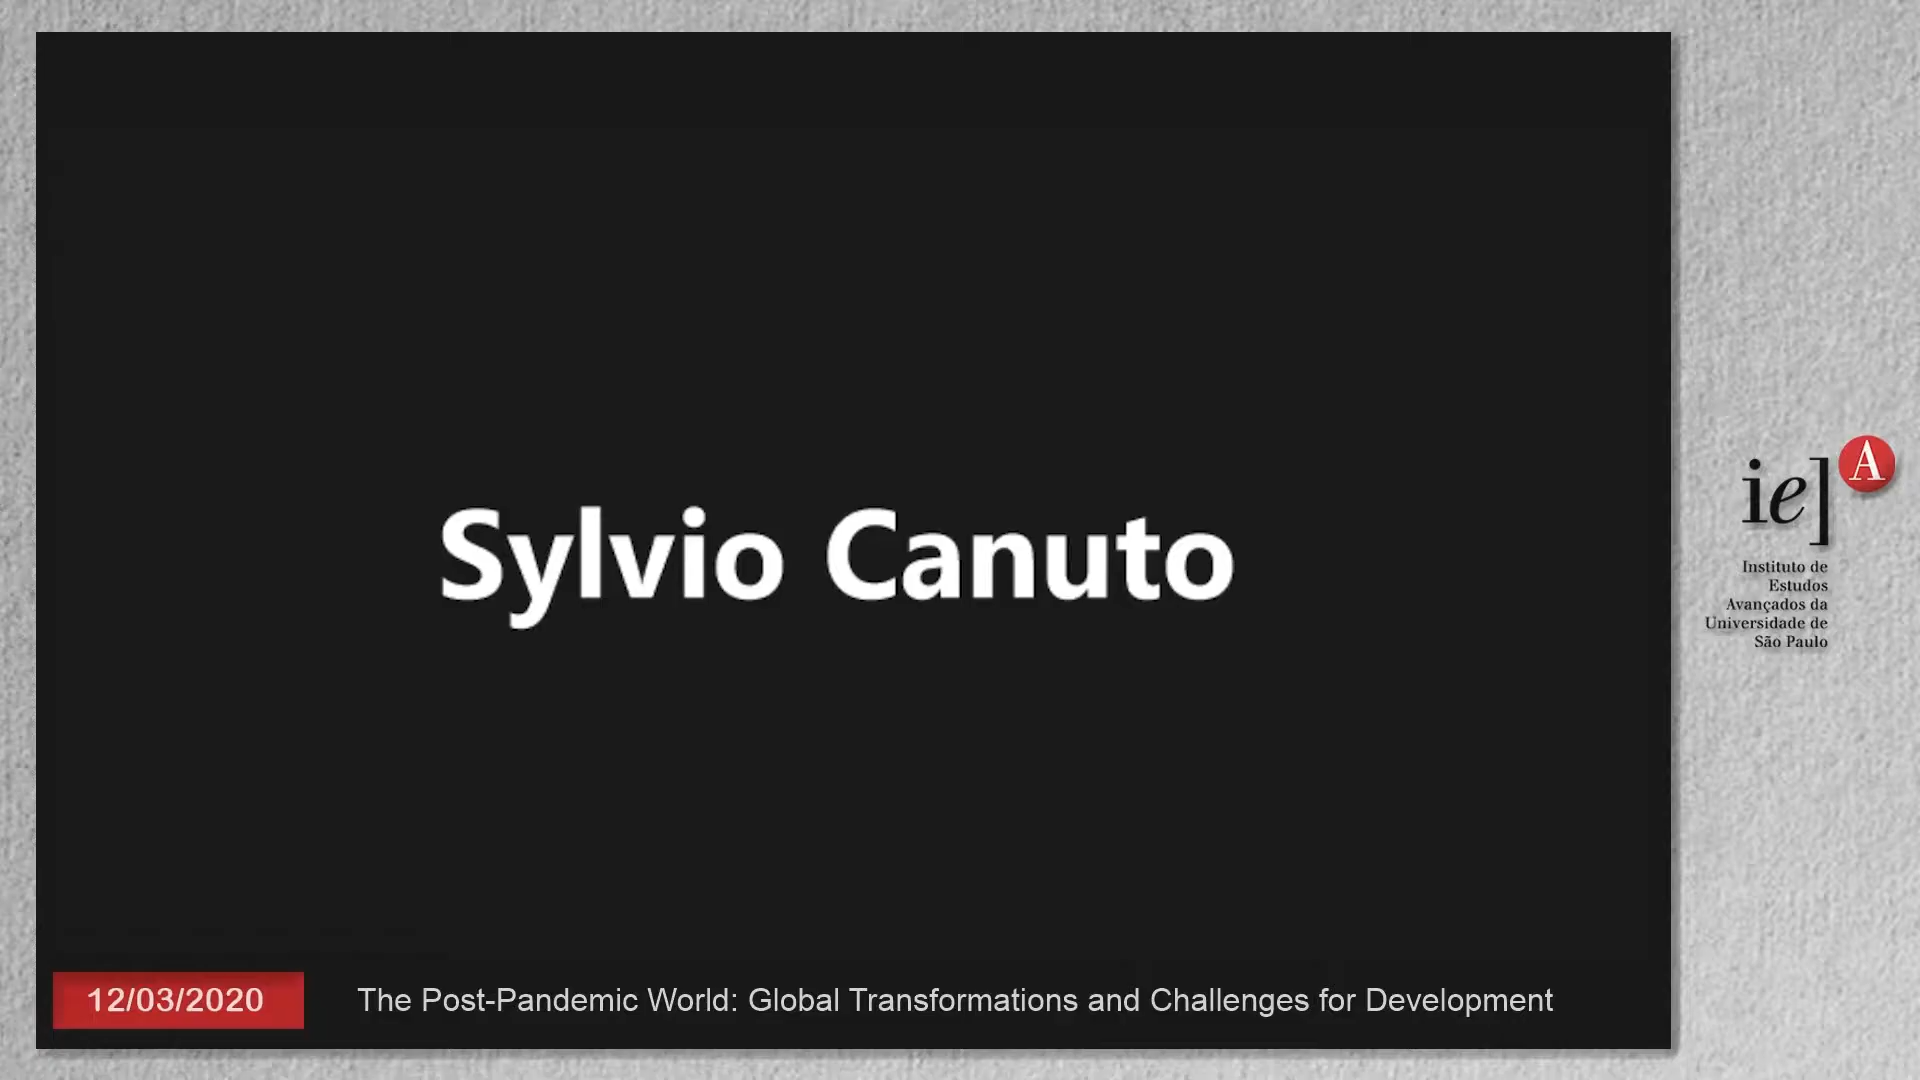 Sylvio Canuto
12/03/2020
The Post-Pandemic World: Global Transformations and Challenges for Development
ie] A
Instituto de
Estudos
Avançados da
Universidade de
São Paulo